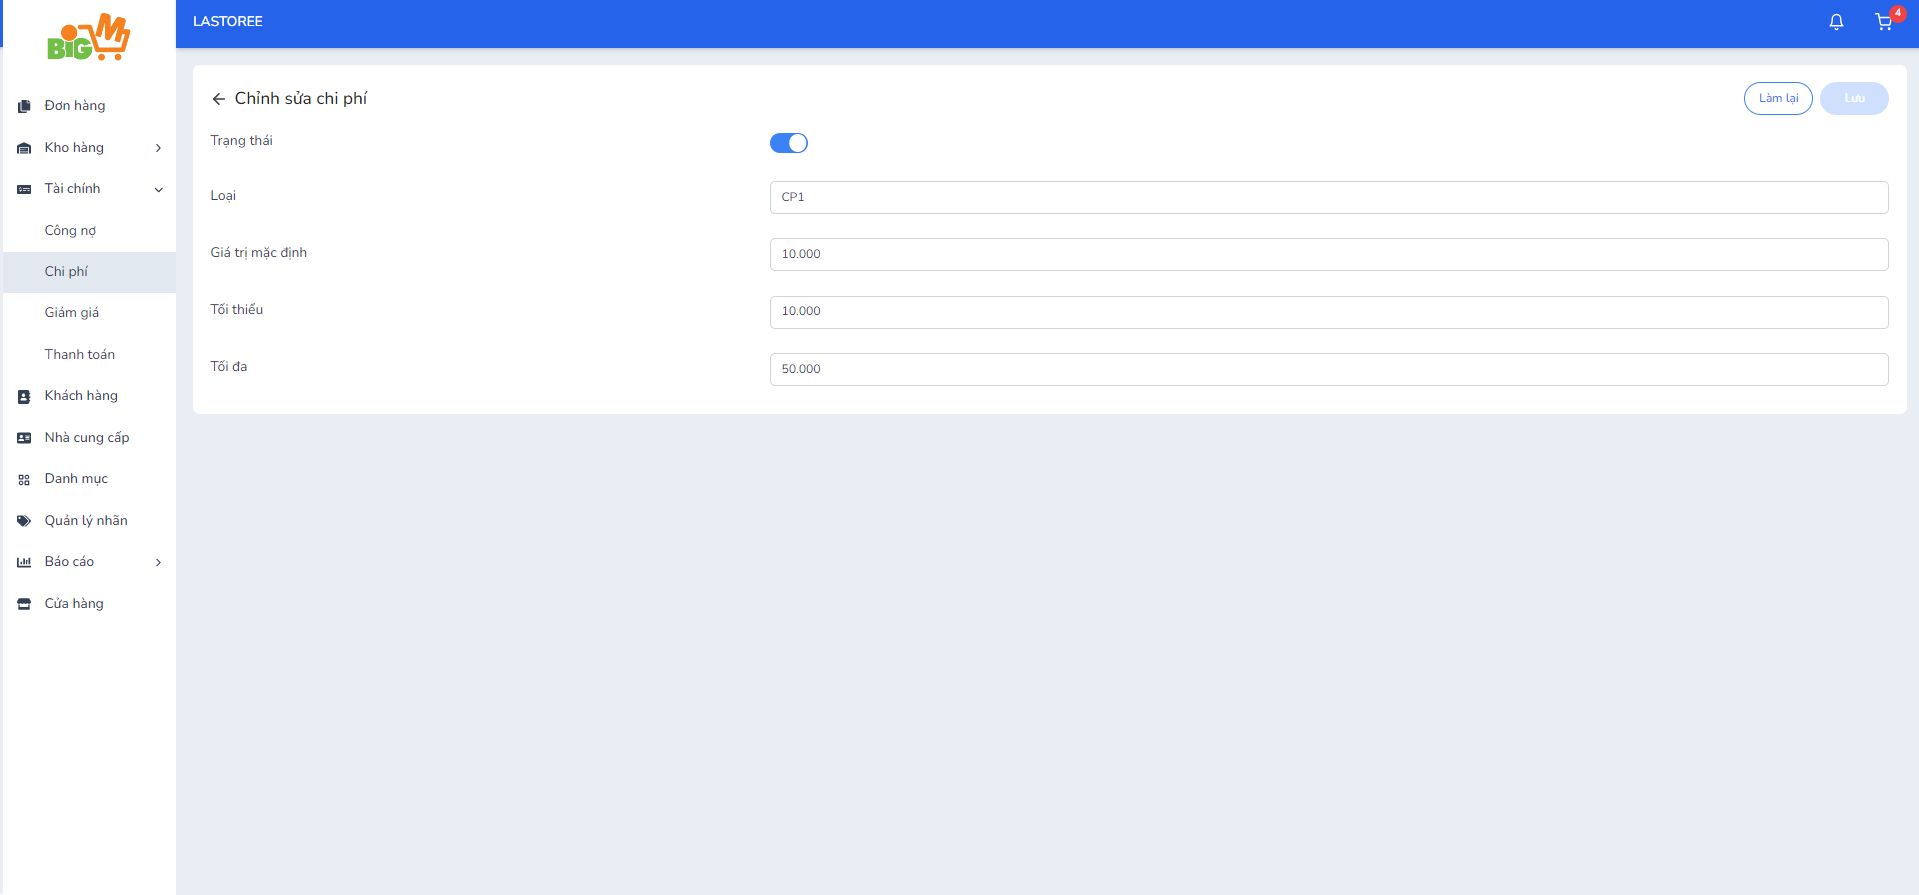 BiG M
LASTOREE
4
Đơn hàng
Kho hàng
Tài chính
Công nợ
Chi phí
Giảm giá
Thanh toán
Khách hàng
Nhà cung cấp
Danh mục
Quản lý nhãn
Báo cáo
Cửa hàng
Chỉnh sửa chi phí
Làm lại
Lưu
Trạng thái
Loại
CP1
Giá trị mặc định
10.000
Tối thiểu
10.000
Tối đa
50.000